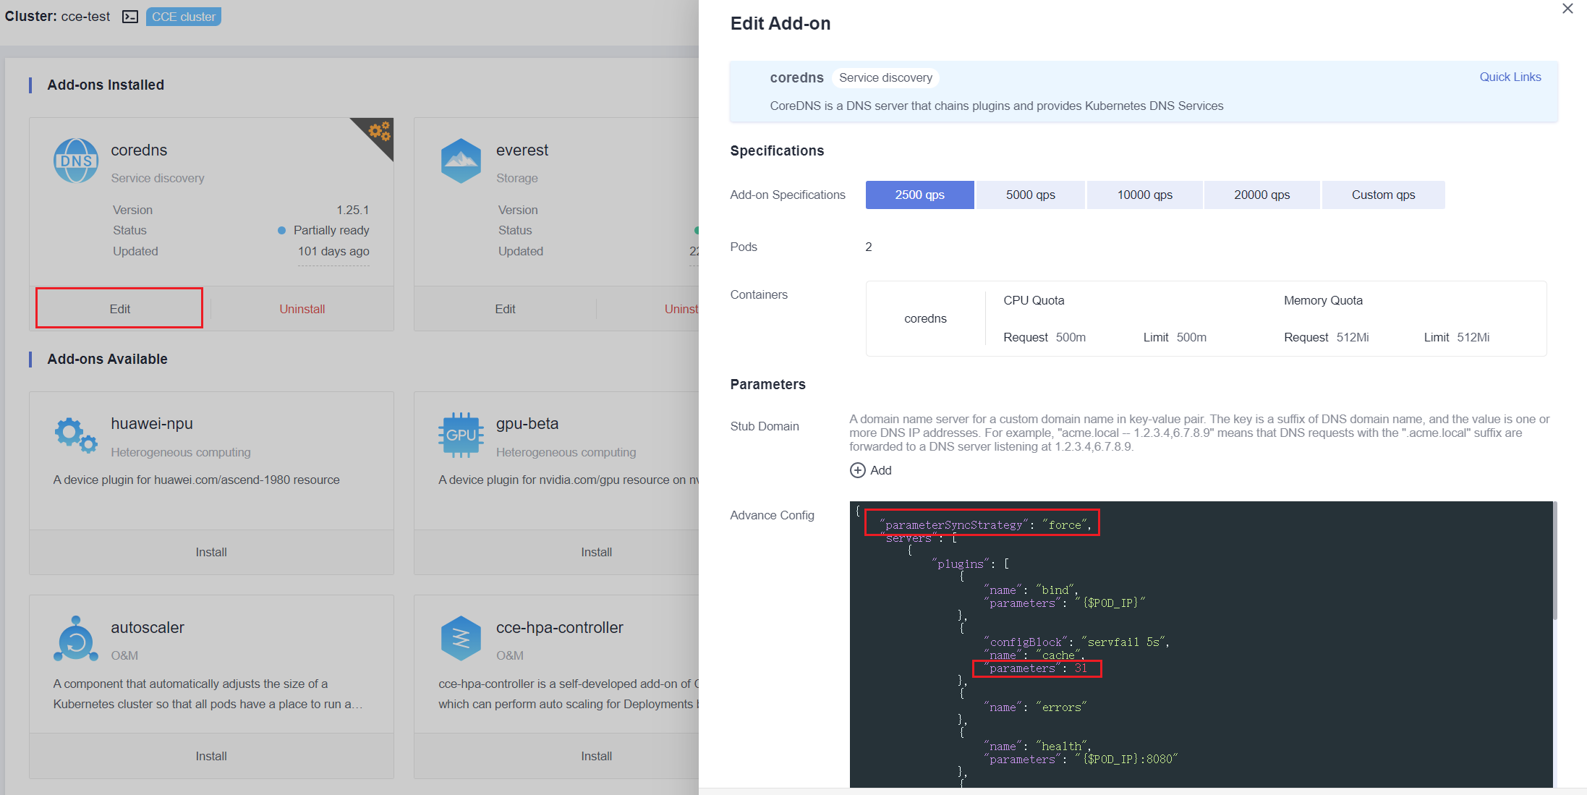 Cluster: cce-test CCE cluster
Add-ons Installed
DNS
coredns
Service discovery
Version 1.25.1
Status Partially ready
Updated 101 days ago
Edit Uninstall
everest
Storage
Version
Status
Updated 22
Edit Uninst
Add-ons Available
huawei-npu
Heterogeneous computing
A device plugin for huawei.com/ascend-1980 resource
Install
GPU
gpu-beta
Heterogeneous computing
A device plugin for nvidia.com/gpu resource on nv
Install
autoscaler
O&M
A component that automatically adjusts the size of a
Kubernetes cluster so that all pods have a place to run a…
Install
cce-hpa-controller
O&M
cce-hpa-controller is a self-developed add-on of C
which can perform auto scaling for Deployments b
Install
Edit Add-on
coredns Service discovery Quick Links
CoreDNS is a DNS server that chains plugins and provides Kubernetes DNS Services
Specifications
Add-on Specifications 2500 qps 5000 qps 10000 qps 20000 qps Custom qps
Pods 2
Containers
coredns
CPU Quota Memory Quota
Request 500m Limit 500m Request 512Mi Limit 512Mi
Parameters
Stub Domain
A domain name server for a custom domain name in key-value pair. The key is a suffix of DNS domain name, and the value is one or
more DNS IP addresses. For example, "acme.local -- 1.2.3.4,6.7.8.9" means that DNS requests with the ".acme.local" suffix are
forwarded to a DNS server listening at 1.2.3.4,6.7.8.9.
Add
Advance Config
{
"parameterSyncStrategy": "force",
"servers": [
{
"plugins": [
{
"name": "bind",
"parameters": "{$POD_IP}"
},
{
"configBlock": "servfail 5s",
"name": "cache",
"parameters": 31
},
{
"name": "errors"
},
{
"name": "health",
"parameters": "{$POD_IP}:8080"
},
{